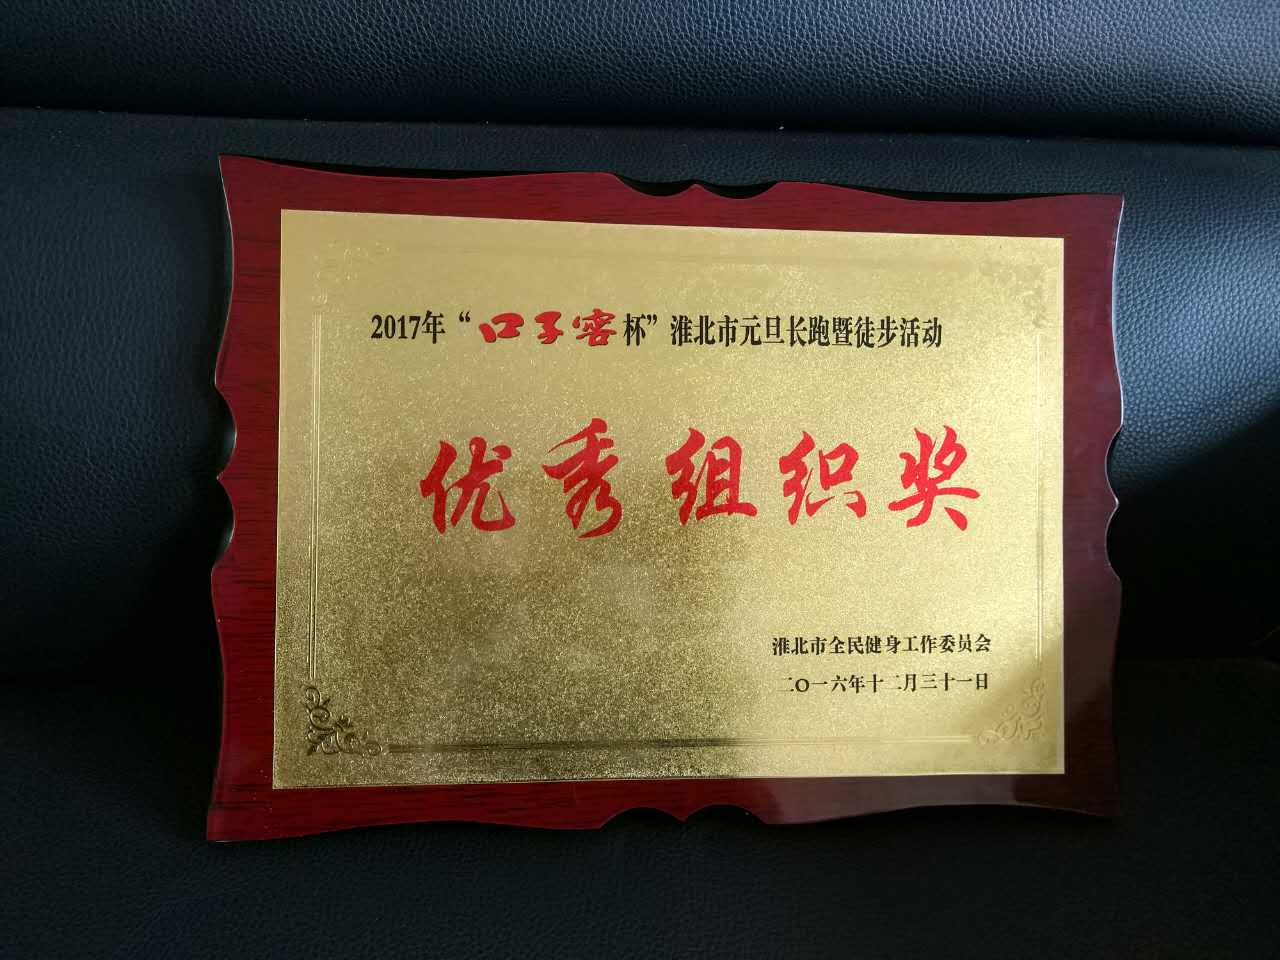 2017年“口子窖杯”淮北市元旦长跑暨徒步活动
优秀组织奖
淮北市全民健身工作委员会
二〇一六年十二月三十一日